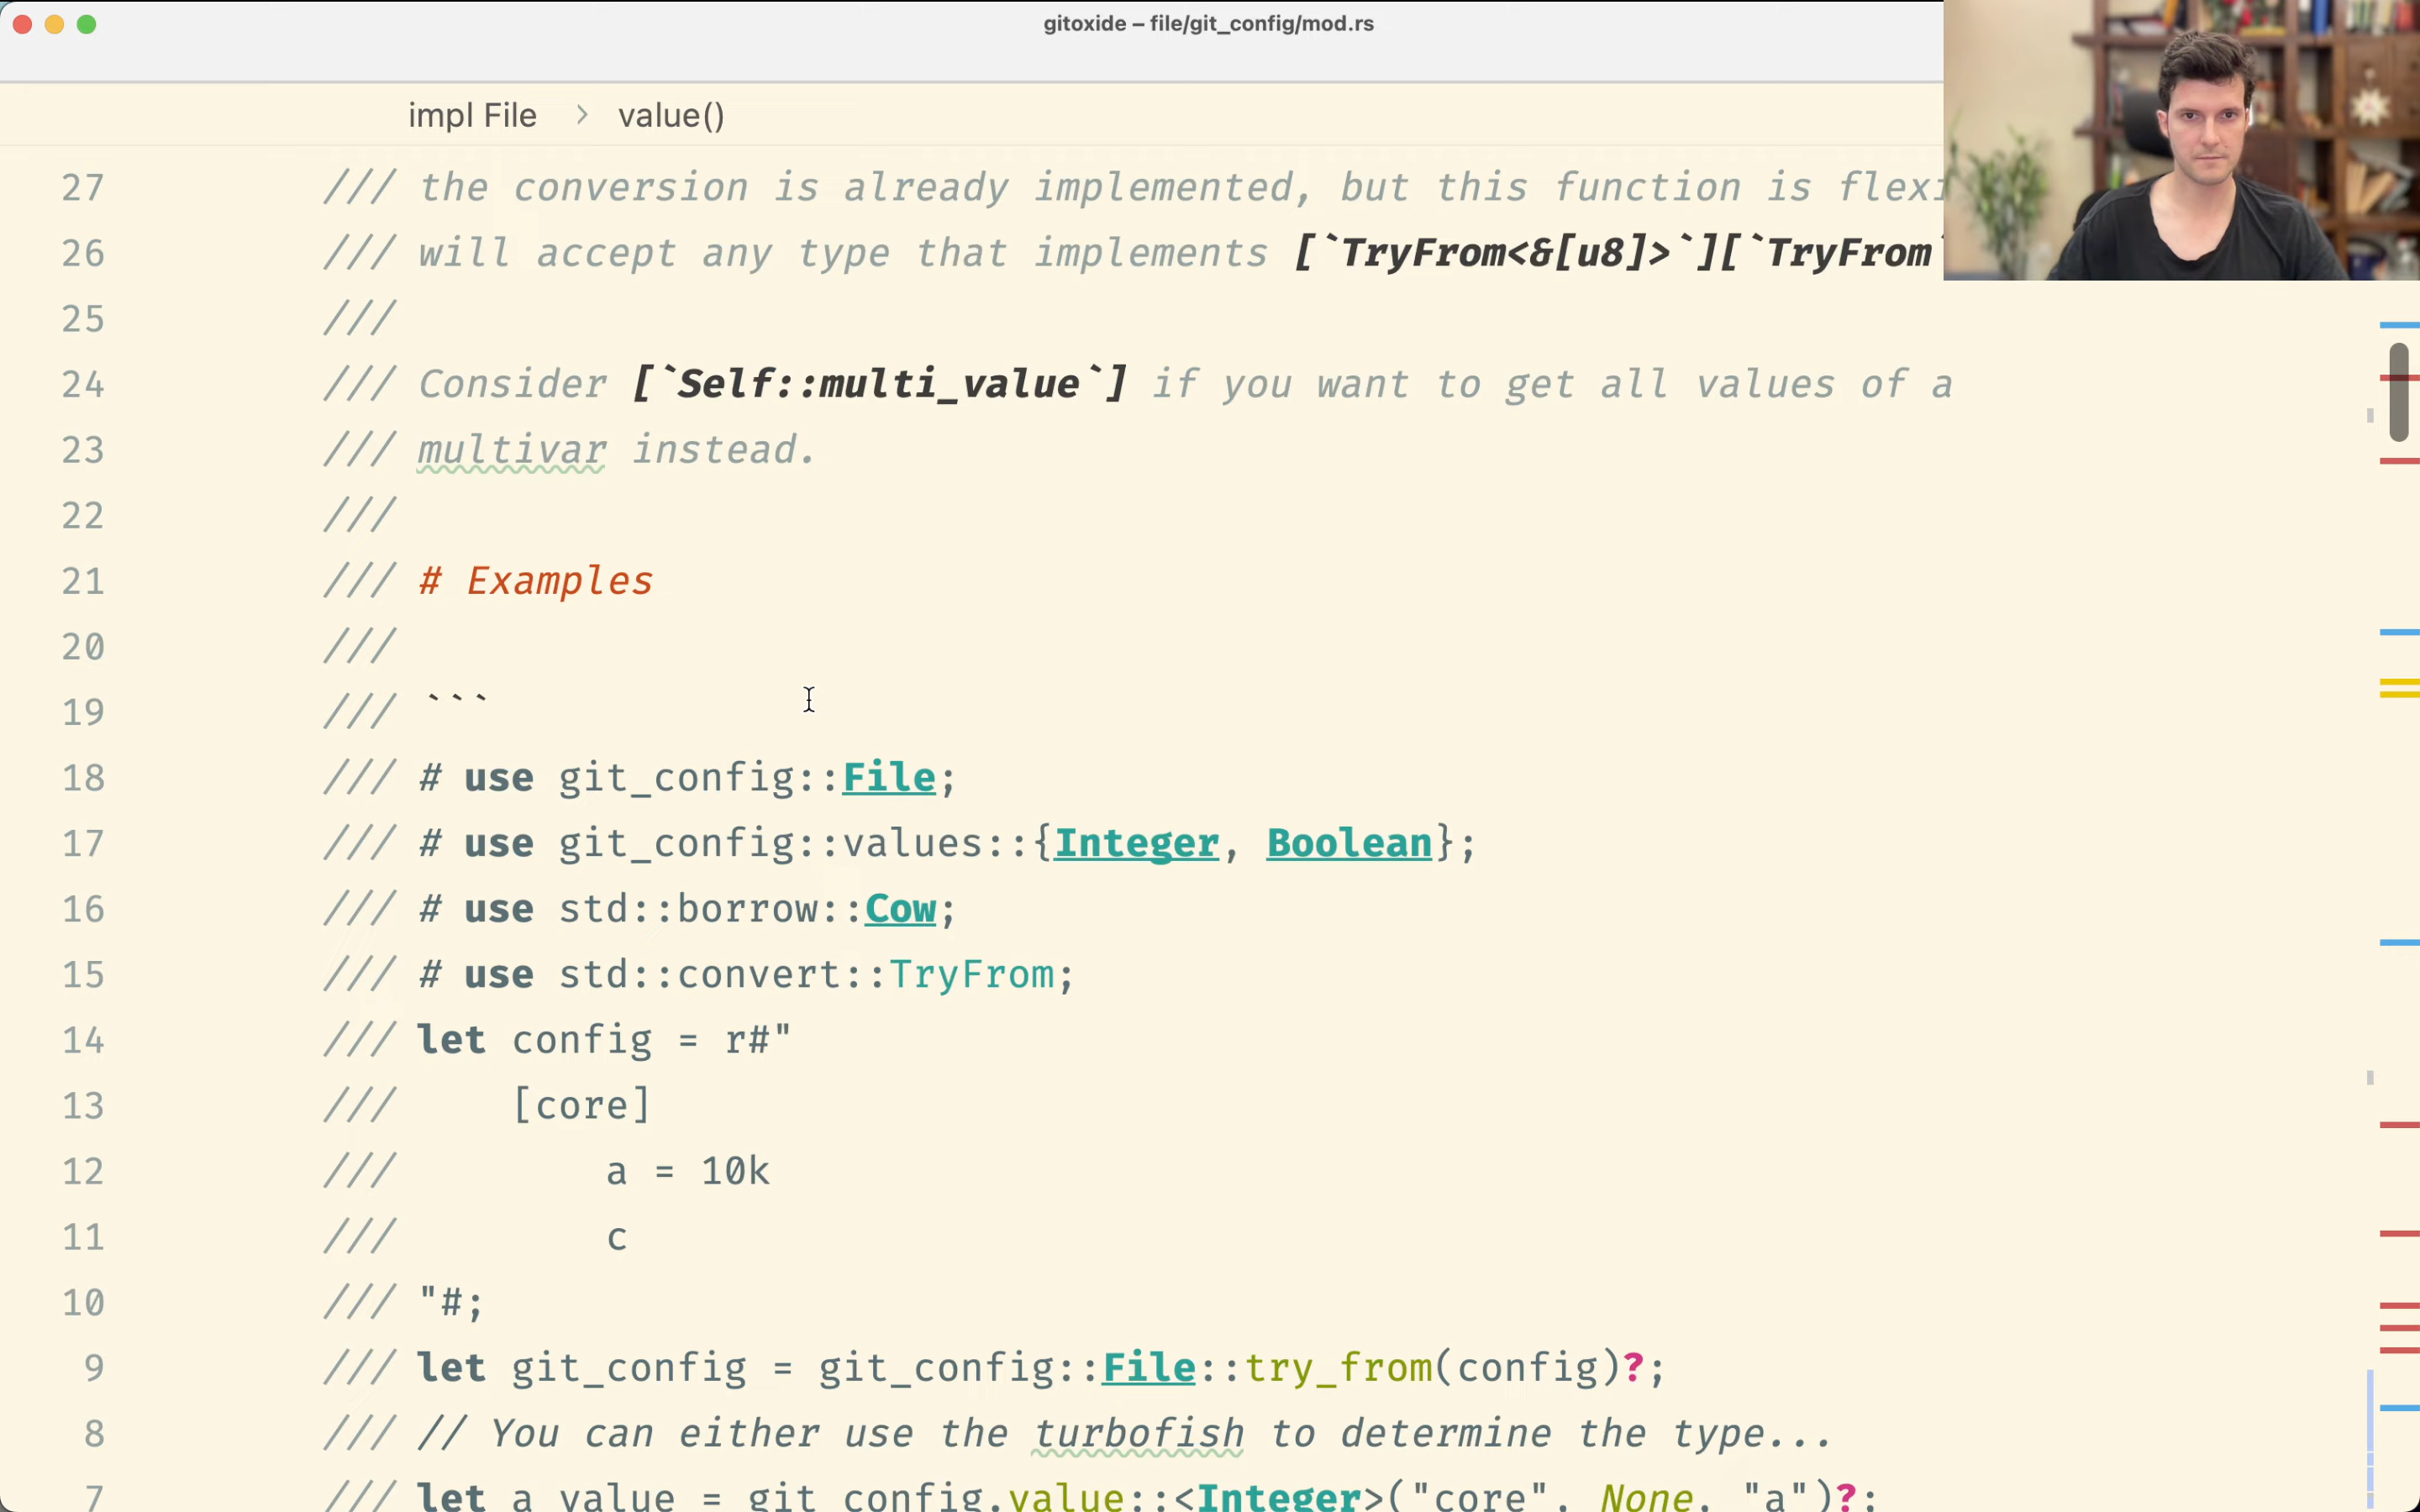 gitoxide – file/git_config/mod.rs
impl File > value()
27 /// the conversion is already implemented, but this function is
26 /// will accept any type that implements [`TryFrom<&[u8]>`][`TryFrom`
25 ///
24 /// Consider [`Self::multi_value`] if you want to get all values of a
23 /// multivar instead.
22 ///
21 /// # Examples
20 ///
19 /// ```
18 /// # use git_config::File;
17 /// # use git_config::values::{Integer, Boolean};
16 /// # use std::borrow::Cow;
15 /// # use std::convert::TryFrom;
14 /// let config = r#"
13 ///     [core]
12 ///         a = 10k
11 ///         c
10 /// "#;
9 /// let git_config = git_config::File::try_from(config)?;
8 /// // You can either use the turbofish to determine the type...
7 /// let a_value = git_config.value::<Integer>("core", None, "a")?;